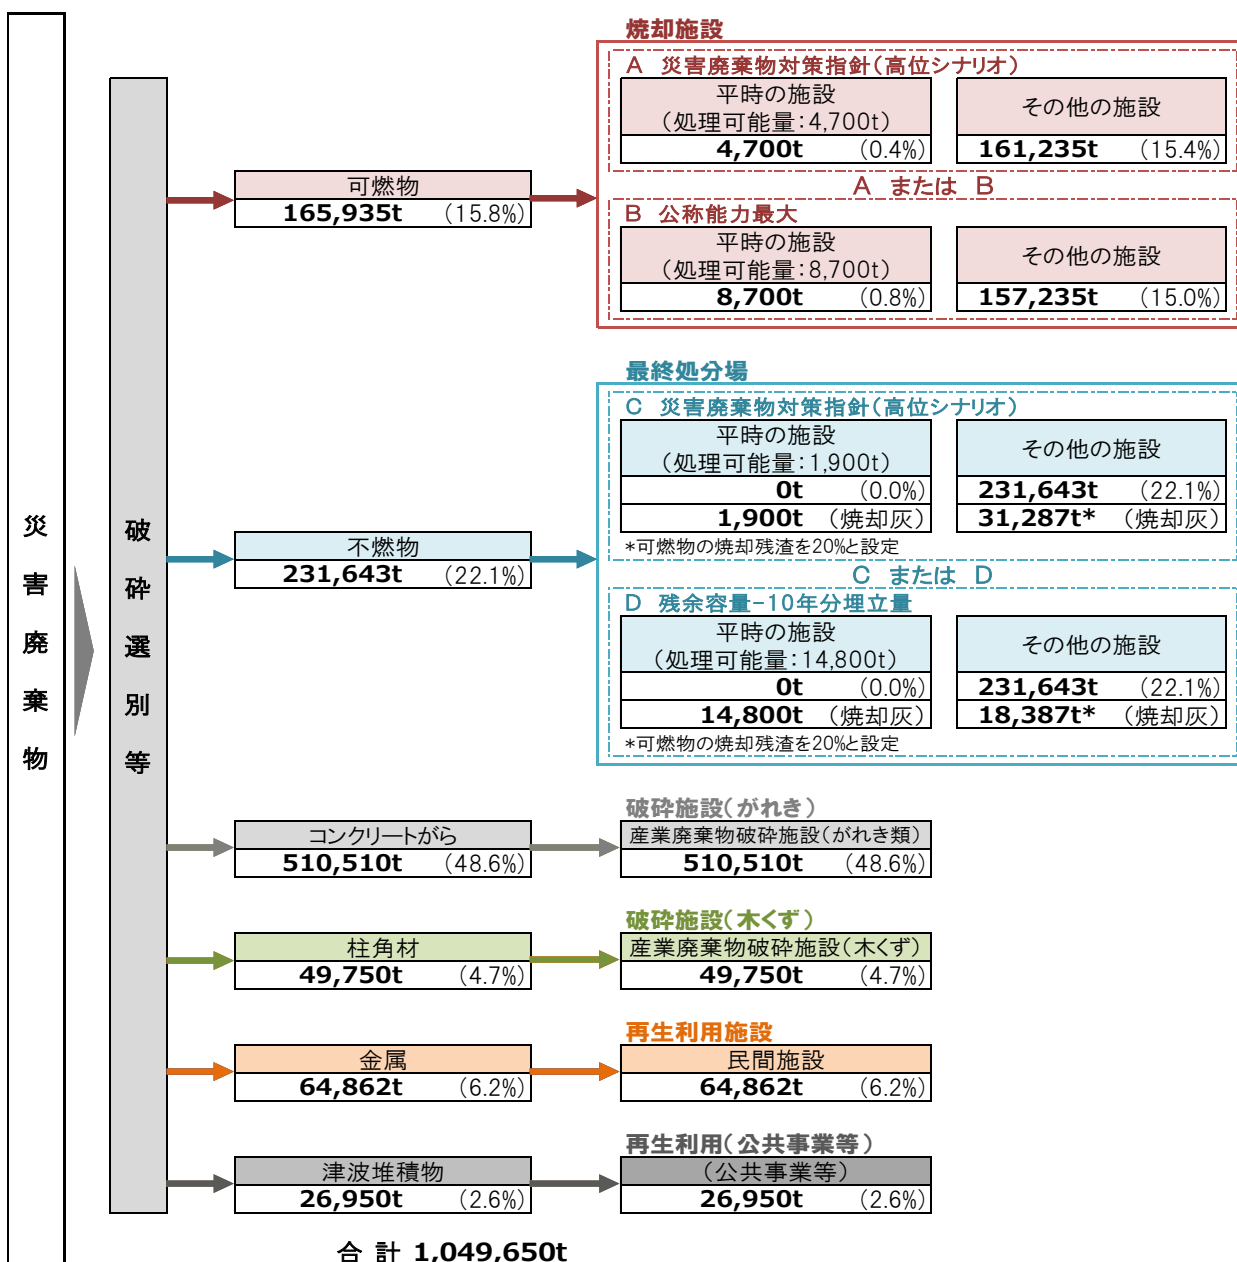 災害廃棄物
破砕選別等
焼却施設
A 災害廃棄物対策指針(高位シナリオ)
平時の施設
(処理可能量:4,700t)
4,700t (0.4%)
その他の施設
161,235t (15.4%)
可燃物
165,935t (15.8%)
A または B
B 公称能力最大
平時の施設
(処理可能量:8,700t)
8,700t (0.8%)
その他の施設
157,235t (15.0%)
最終処分場
C 災害廃棄物対策指針(高位シナリオ)
平時の施設
(処理可能量:1,900t)
0t (0.0%)
1,900t (焼却灰)
その他の施設
231,643t (22.1%)
31,287t* (焼却灰)
*可燃物の焼却残渣を20%と設定
不燃物
231,643t (22.1%)
C または D
D 残余容量-10年分埋立量
平時の施設
(処理可能量:14,800t)
0t (0.0%)
14,800t (焼却灰)
その他の施設
231,643t (22.1%)
18,387t* (焼却灰)
*可燃物の焼却残渣を20%と設定
破砕施設(がれき)
コンクリートがら
510,510t (48.6%)
産業廃棄物破砕施設(がれき類)
510,510t (48.6%)
破砕施設(木くず)
柱角材
49,750t (4.7%)
産業廃棄物破砕施設(木くず)
49,750t (4.7%)
再生利用施設
金属
64,862t (6.2%)
民間施設
64,862t (6.2%)
再生利用(公共事業等)
津波堆積物
26,950t (2.6%)
(公共事業等)
26,950t (2.6%)
合 計 1,049,650t